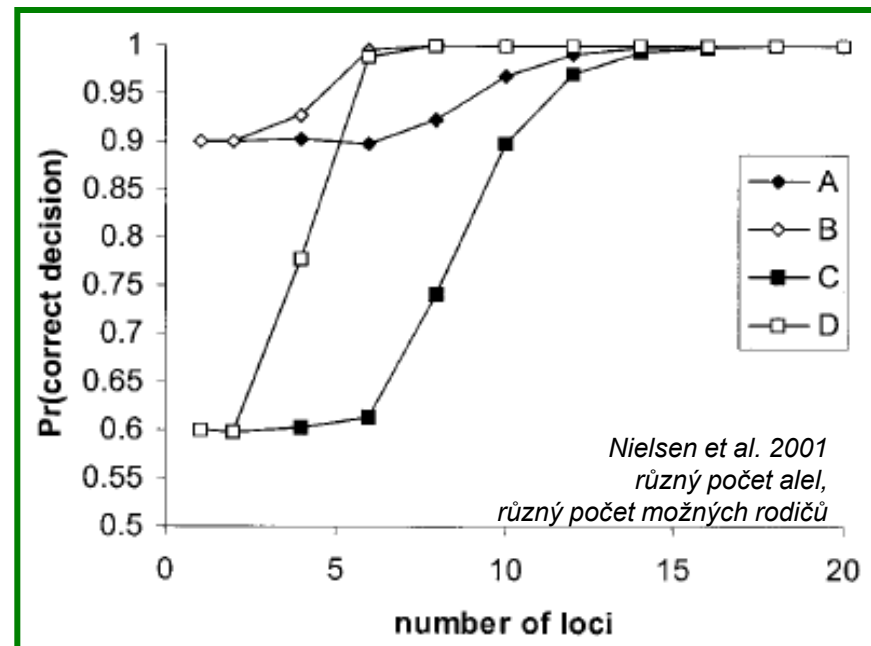 Pr(correct decision)
1
0.95
0.9
0.85
0.8
0.75
0.7
0.65
0.6
0.55
0.5
A
B
C
D
Nielsen et al. 2001
různý počet alel,
různý počet možných rodičů
0 5 10 15 20
number of loci